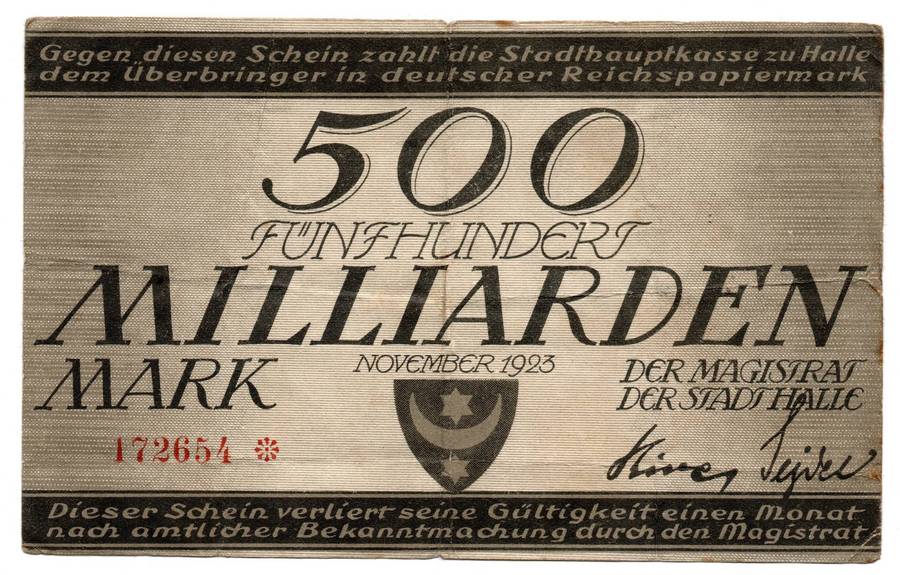 Gegen diesen Schein zahlt die Stadthauptkasse zu Halle
dem Überbringer in deutscher Reichspapiermark
500
FÜNFHUNDERT
MILLIARDEN
MARK
NOVEMBER 1923
DER MAGISTRAT
DER STADT HALLE
172654
Dieser Schein verliert seine Gültigkeit einen Monat
nach amtlicher Bekanntmachung durch den Magistrat